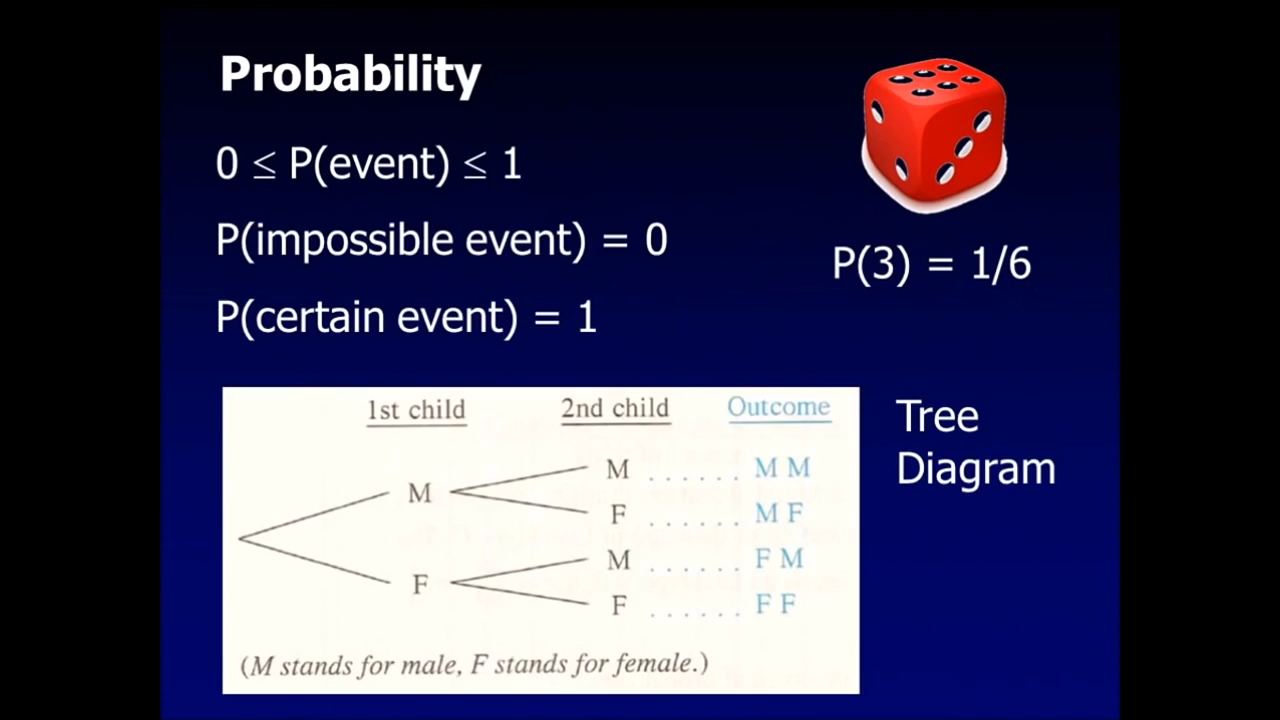 Probability
0 ≤ P(event) ≤ 1
P(impossible event) = 0
P(certain event) = 1
P(3) = 1/6
1st child 2nd child Outcome
M M ...... M M
F ...... M F
F M ...... F M
F ...... F F
(M stands for male, F stands for female.)
Tree
Diagram